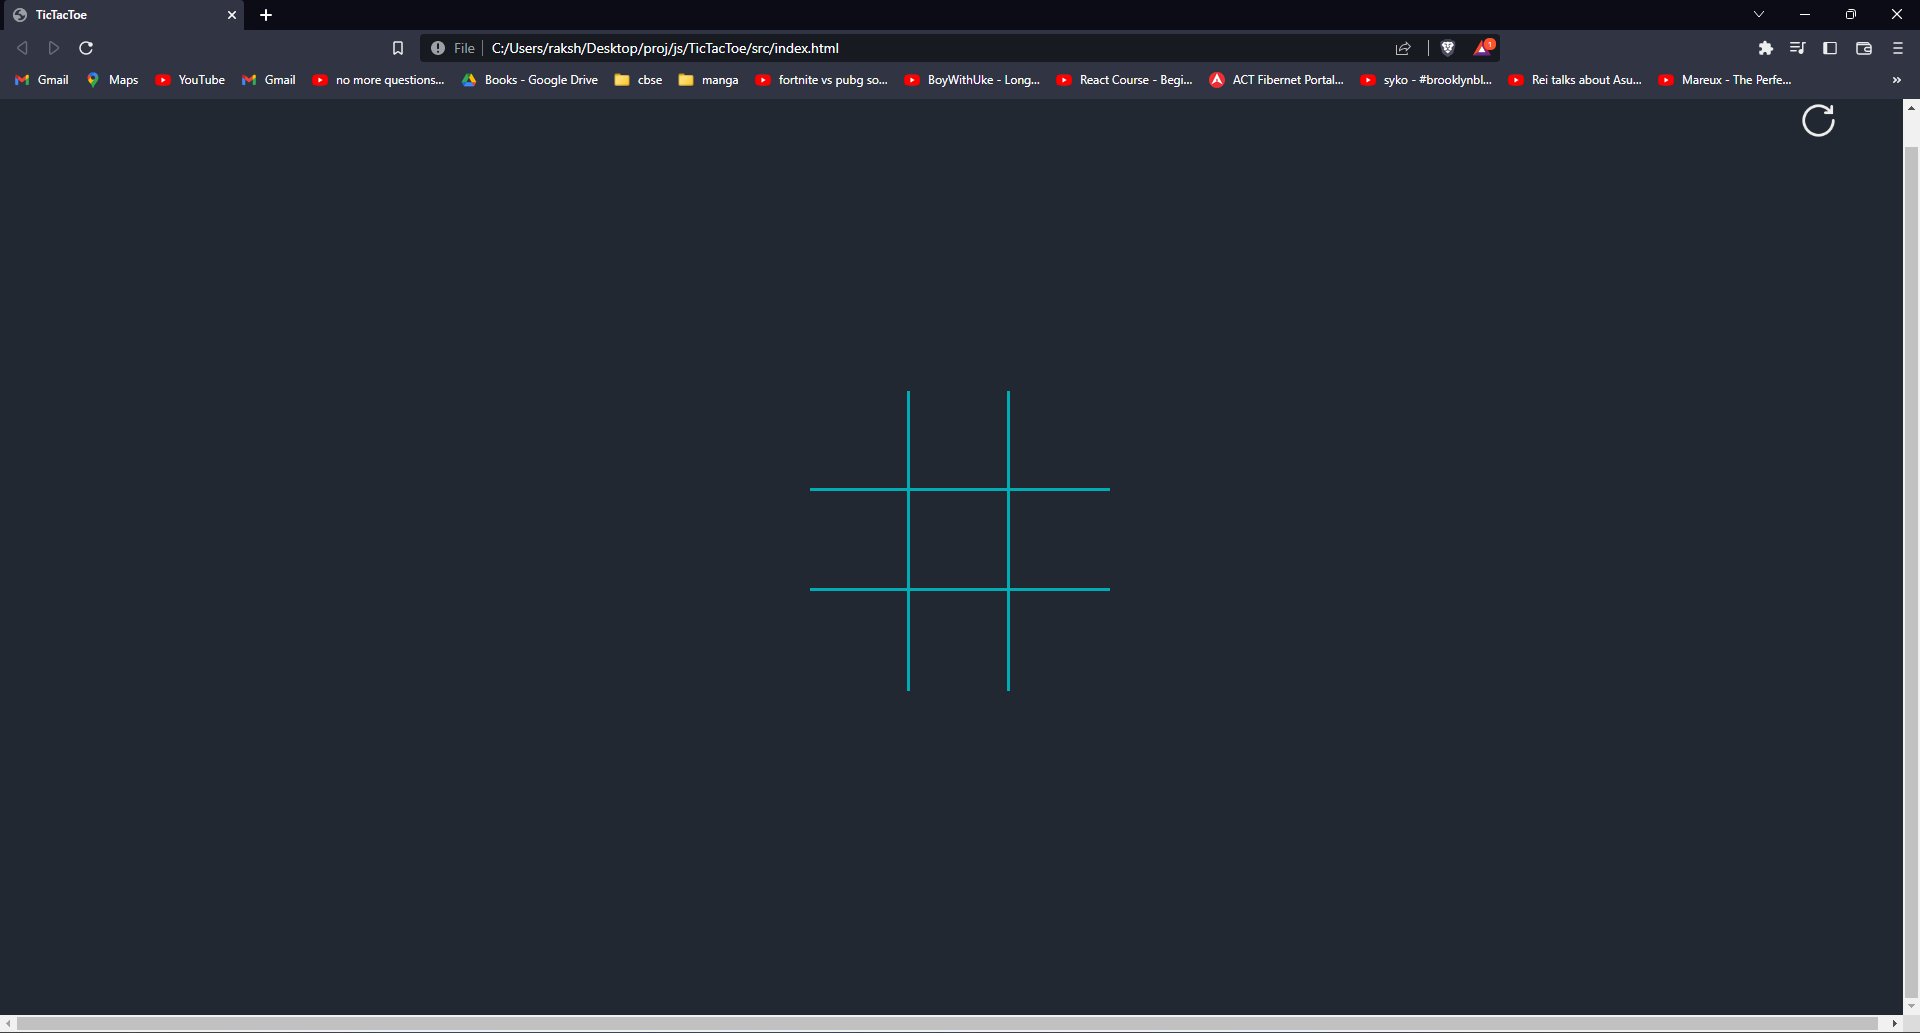 TicTacToe
File C:/Users/raksh/Desktop/proj/js/TicTacToe/src/index.html 1
Gmail Maps YouTube Gmail no more questions... Books - Google Drive cbse manga fortnite vs pubg so... BoyWithUke - Long... React Course - Begi... ACT Fibernet Portal... syko - #brooklynbl... Rei talks about Asu... Mareux - The Perfe... »